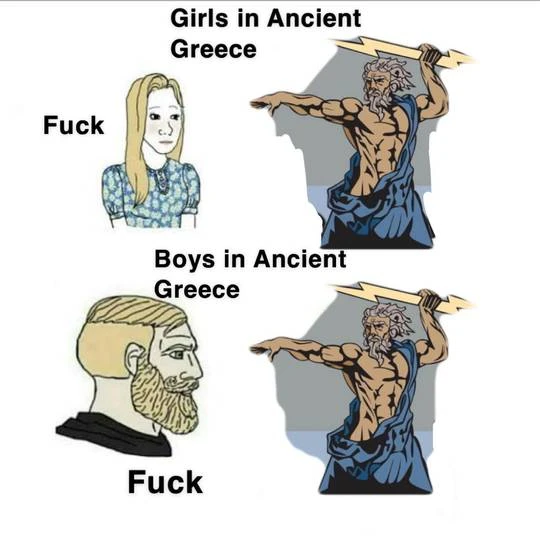 Girls in Ancient
Greece
Fuck
Boys in Ancient
Greece
Fuck